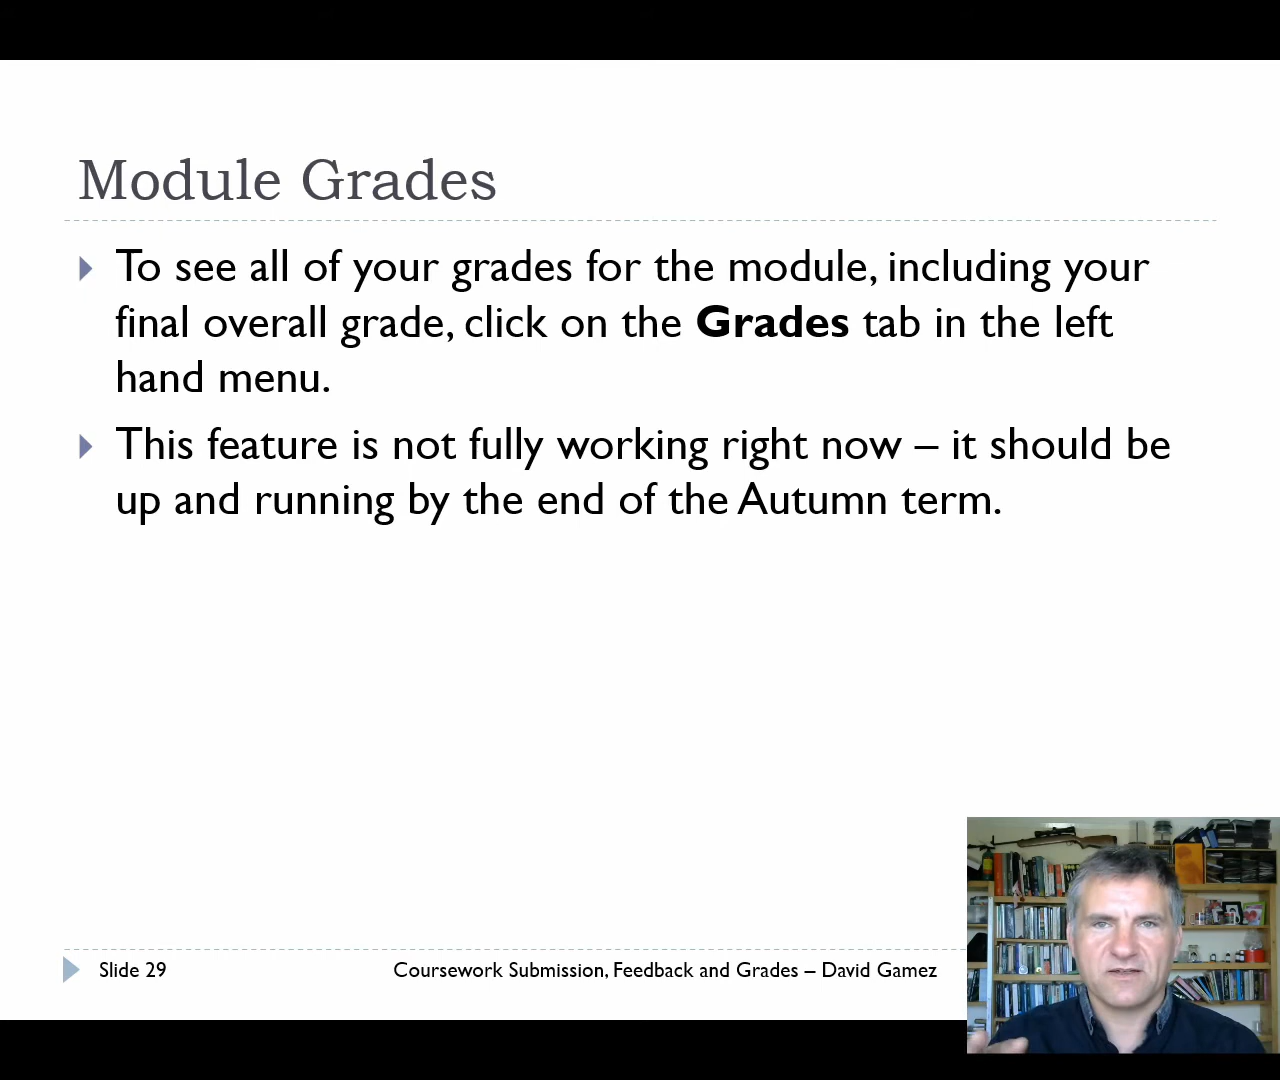 Module Grades
To see all of your grades for the module, including your
final overall grade, click on the Grades tab in the left
hand menu.
This feature is not fully working right now – it should be
up and running by the end of the Autumn term.
Slide 29
Coursework Submission, Feedback and Grades – David Gamez